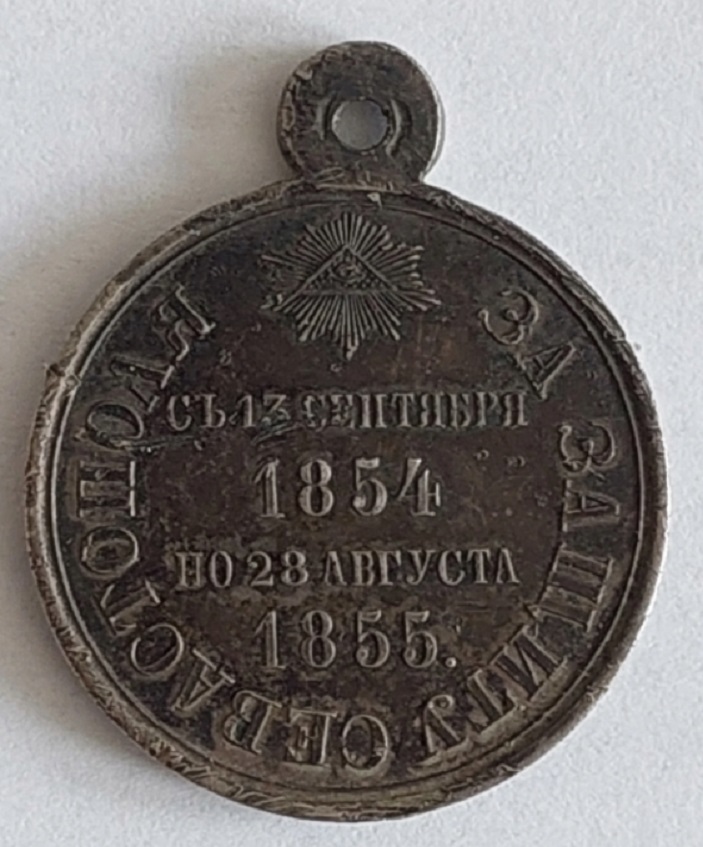 ЗА ЗАЩИТУ СЕВАСТОПОЛЯ
СЪ 13 СЕНТЯБРЯ
1854
ПО 28 АВГУСТА
1855.